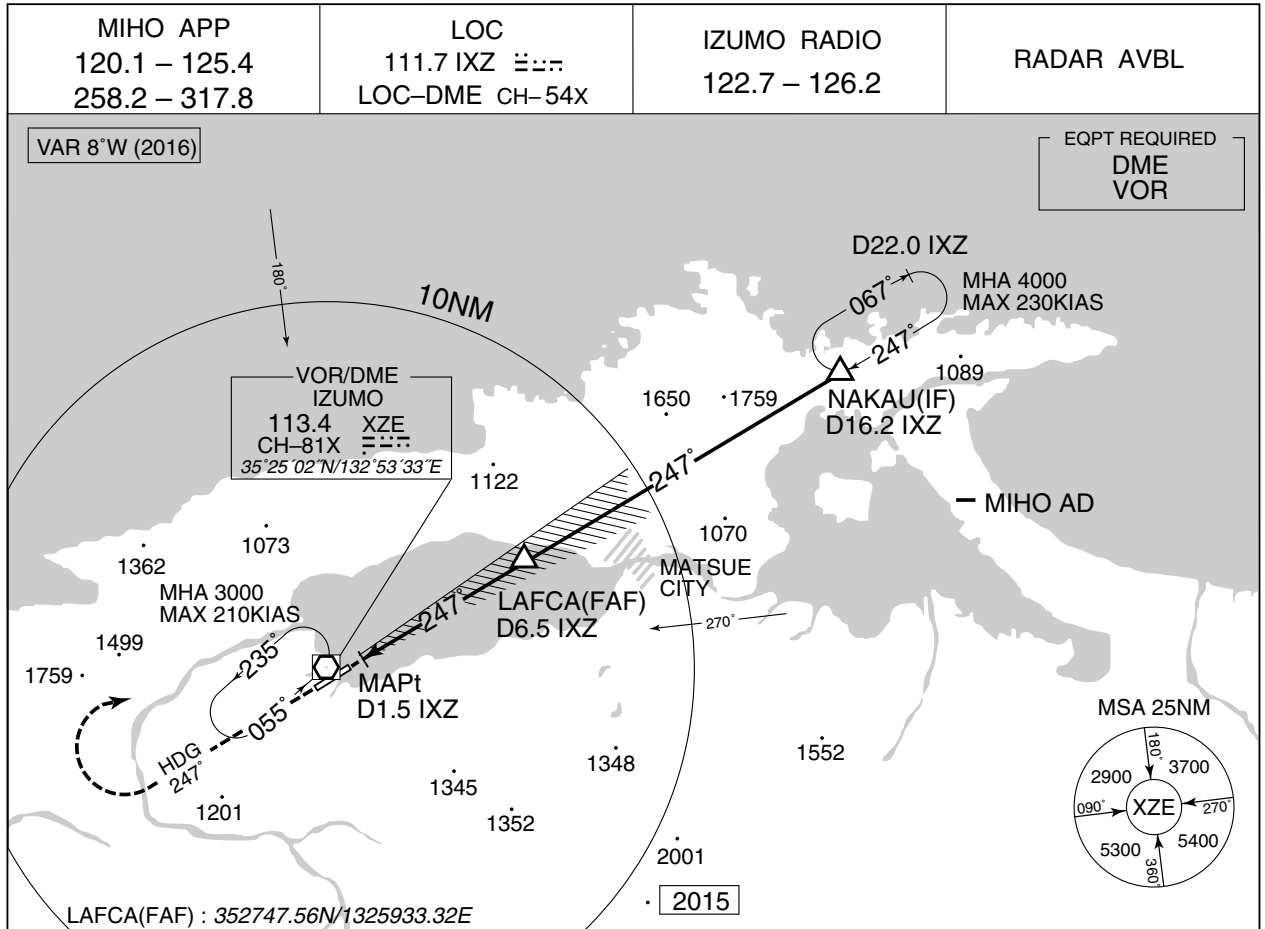 MIHO APP
120.1 – 125.4
258.2 – 317.8
LOC
111.7 IXZ
LOC–DME CH–54X
IZUMO RADIO
122.7 – 126.2
RADAR AVBL
VAR 8°W (2016)
EQPT REQUIRED
DME
VOR
180°
10NM
D22.0 IXZ
067°
MHA 4000
MAX 230KIAS
247°
1089
NAKAU(IF)
D16.2 IXZ
VOR/DME
IZUMO
113.4 XZE
CH–81X
35°25´02˝N/132°53´33˝E
1650
1759
247°
1122
1070
MIHO AD
1073
1362
MATSUE
CITY
MHA 3000
MAX 210KIAS
247°
LAFCA(FAF)
D6.5 IXZ
270°
1499
1759
235°
055°
MAPt
D1.5 IXZ
HDG
247°
1201
1345
1348
1352
1552
2001
2015
MSA 25NM
180°
2900
3700
090°
XZE
270°
5300
5400
360°
LAFCA(FAF) : 352747.56N/1325933.32E